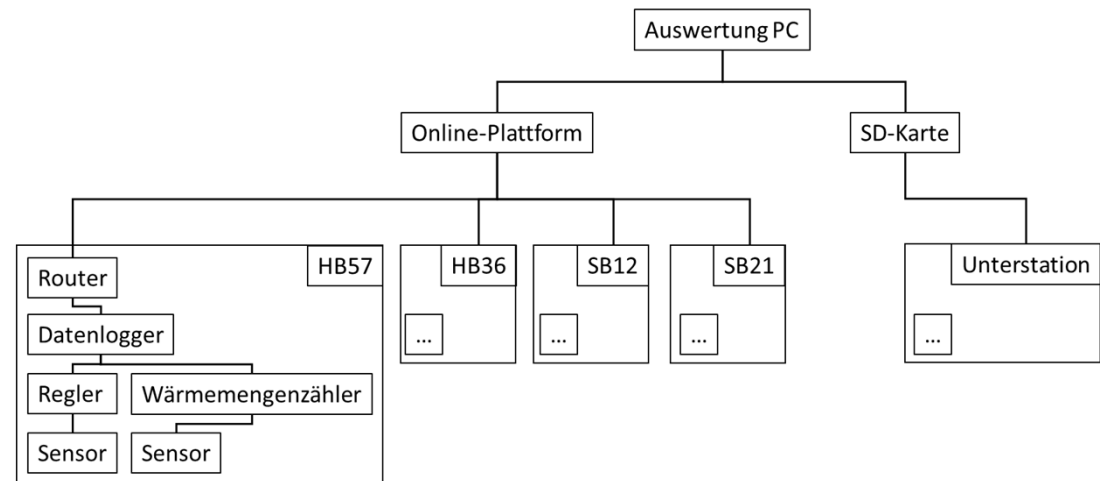 Auswertung PC
Online-Plattform
SD-Karte
HB57
Router
Datenlogger
Regler
Wärmemengenzähler
Sensor
Sensor
HB36
...
SB12
...
SB21
...
Unterstation
...